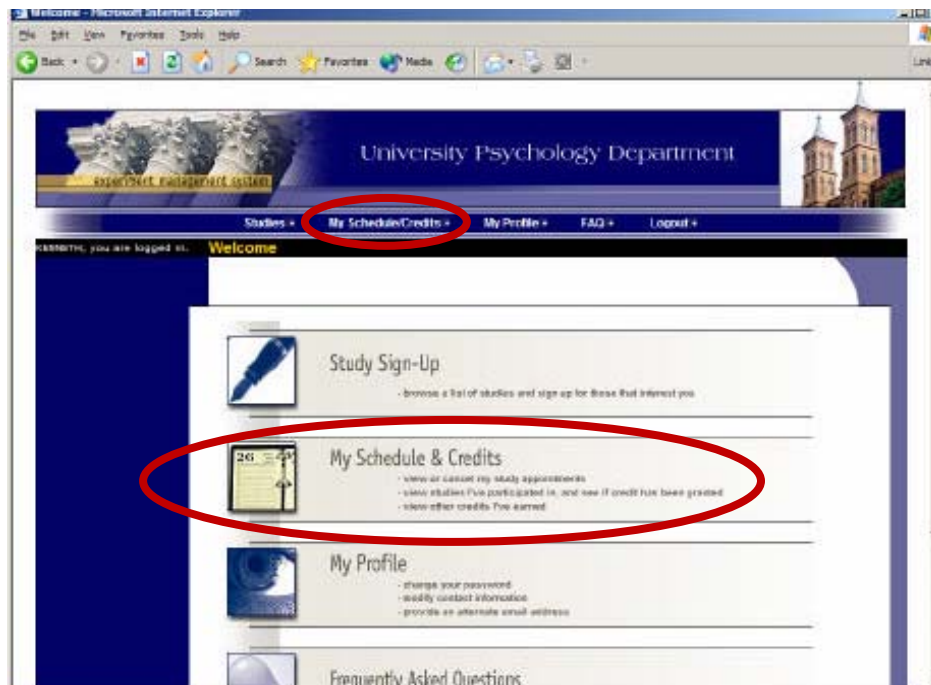 Welcome - Microsoft Internet Explorer
File Edit View Favorites Tools Help
Back Search Favorites Media
University Psychology Department
experiment management system
Studies + My Schedule/Credits + My Profile + FAQ + Logout +
you are logged in. Welcome
Study Sign-Up
- browse a list of studies and sign up for those that interest you
26
My Schedule & Credits
- view or cancel my study appointments
- view studies I've participated in, and see if credit has been granted
- view other credits I've earned
My Profile
- change your password
- modify contact information
- provide an alternate email address
Frequently Asked Questions